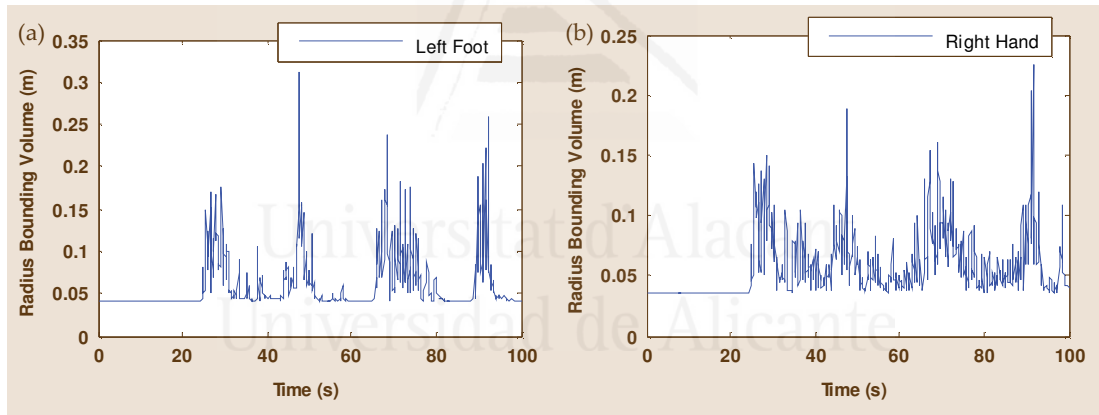 (a)
Left Foot
Radius Bounding Volume (m)
0.35
0.3
0.25
0.2
0.15
0.1
0.05
0
0 20 40 60 80 100
Time (s)
(b)
Right Hand
Radius Bounding Volume (m)
0.25
0.2
0.15
0.1
0.05
0
0 20 40 60 80 100
Time (s)
Universitat d'Alacant
Universidad de Alicante